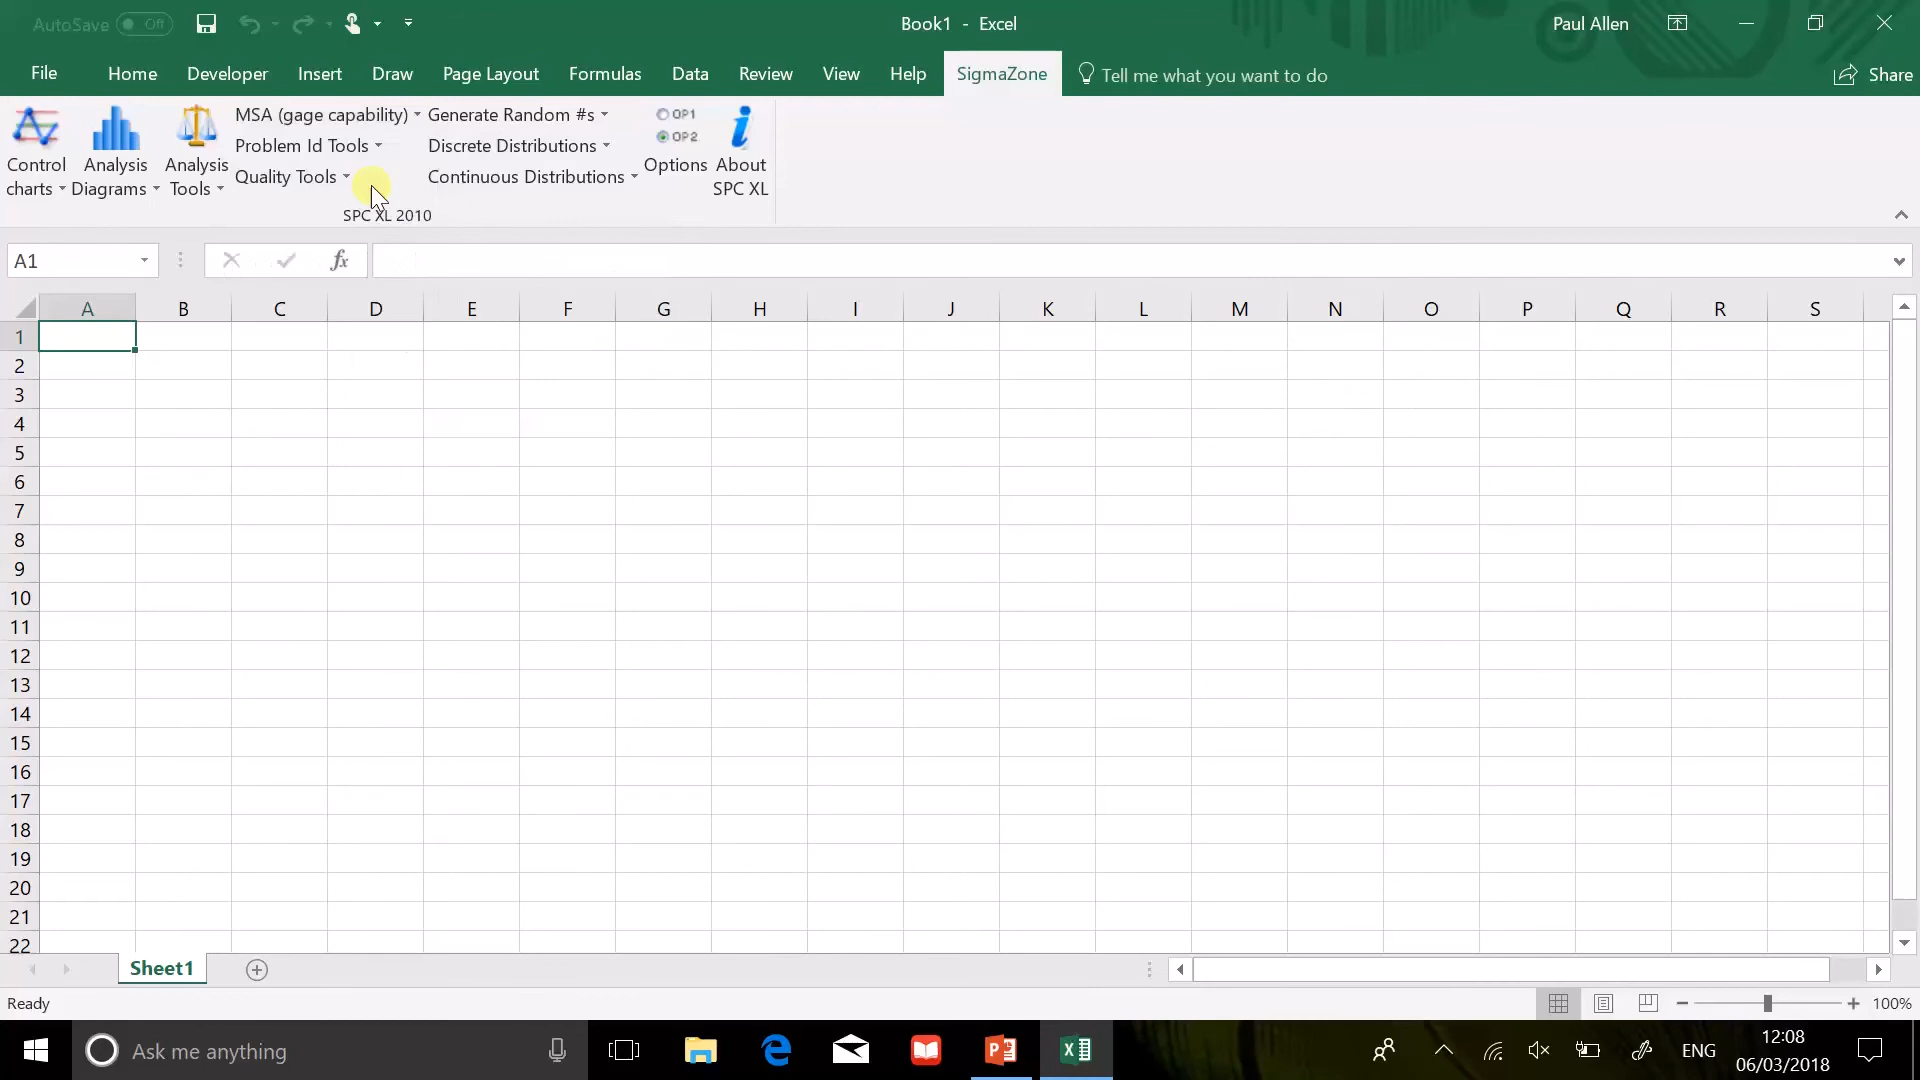 AutoSave Off
Book1 - Excel
Paul Allen
File Home Developer Insert Draw Page Layout Formulas Data Review View Help SigmaZone Tell me what you want to do Share
Control charts
Analysis Diagrams
Analysis Tools
MSA (gage capability)
Problem Id Tools
Quality Tools
Generate Random #s
Discrete Distributions
Continuous Distributions
OP1
OP2
Options
About SPC XL
SPC XL 2010
A1
fx
A B C D E F G H I J K L M N O P Q R S
1
2
3
4
5
6
7
8
9
10
11
12
13
14
15
16
17
18
19
20
21
22
Sheet1
Ready
100%
Ask me anything
ENG
12:08
06/03/2018